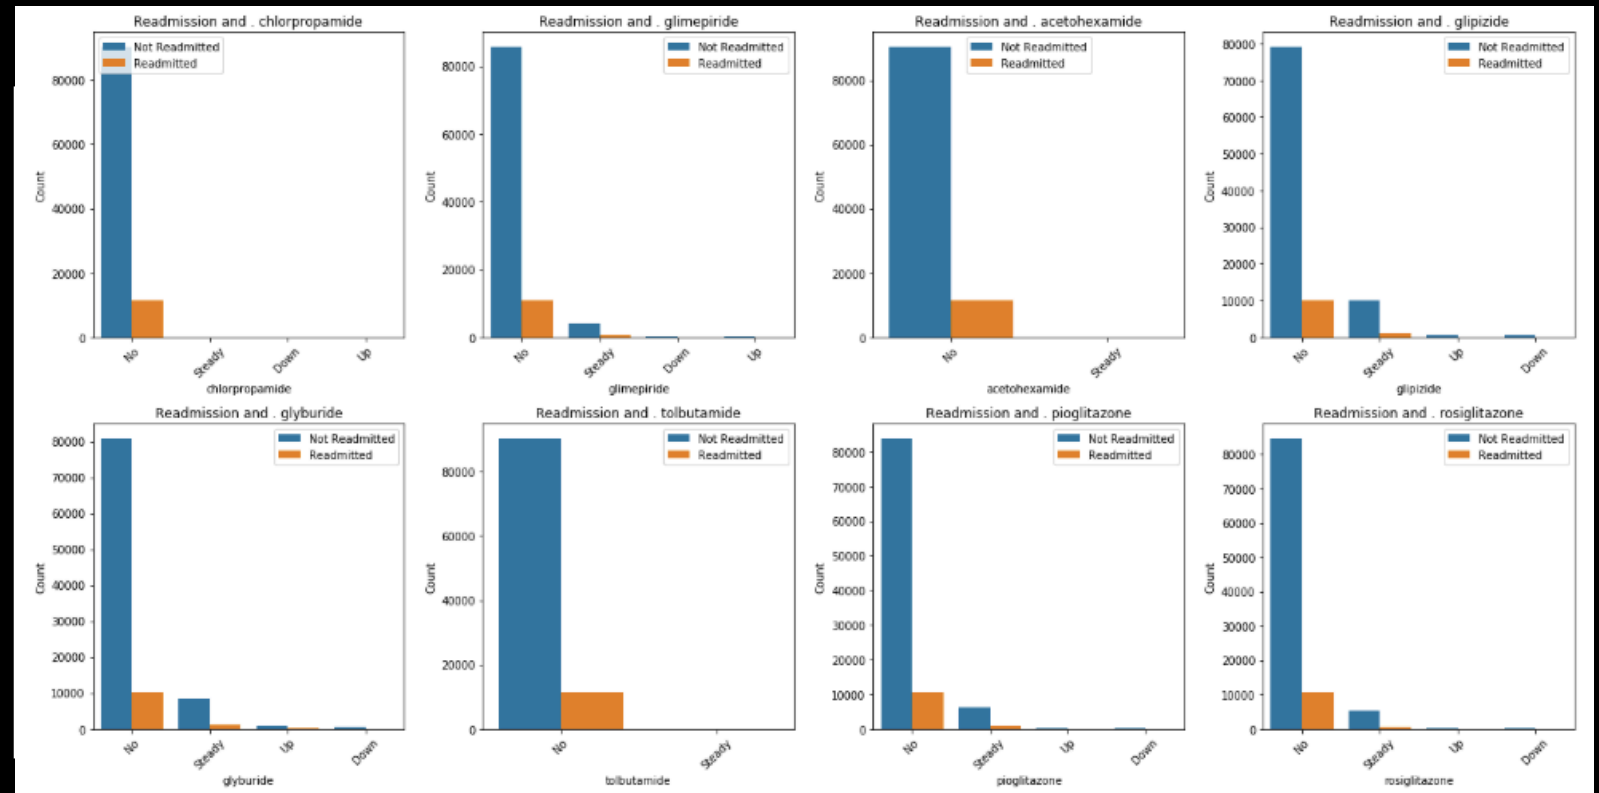 Readmission and . chlorpropamide
Not Readmitted
Readmitted
80000
60000
40000
20000
0
Count
No
Steady
Down
Up
chlorpropamide
Readmission and . glimepiride
Not Readmitted
Readmitted
80000
60000
40000
20000
0
Count
No
Steady
Down
Up
glimepiride
Readmission and . acetohexamide
Not Readmitted
Readmitted
80000
60000
40000
20000
0
Count
No
Steady
acetohexamide
Readmission and . glipizide
Not Readmitted
Readmitted
80000
70000
60000
50000
40000
30000
20000
10000
0
Count
No
Steady
Up
Down
glipizide
Readmission and . glyburide
Not Readmitted
Readmitted
80000
70000
60000
50000
40000
30000
20000
10000
0
Count
No
Steady
Up
Down
glyburide
Readmission and . tolbutamide
Not Readmitted
Readmitted
80000
60000
40000
20000
0
Count
No
Steady
tolbutamide
Readmission and . pioglitazone
Not Readmitted
Readmitted
80000
70000
60000
50000
40000
30000
20000
10000
0
Count
No
Steady
Up
Down
pioglitazone
Readmission and . rosiglitazone
Not Readmitted
Readmitted
80000
70000
60000
50000
40000
30000
20000
10000
0
Count
No
Steady
Up
Down
rosiglitazone